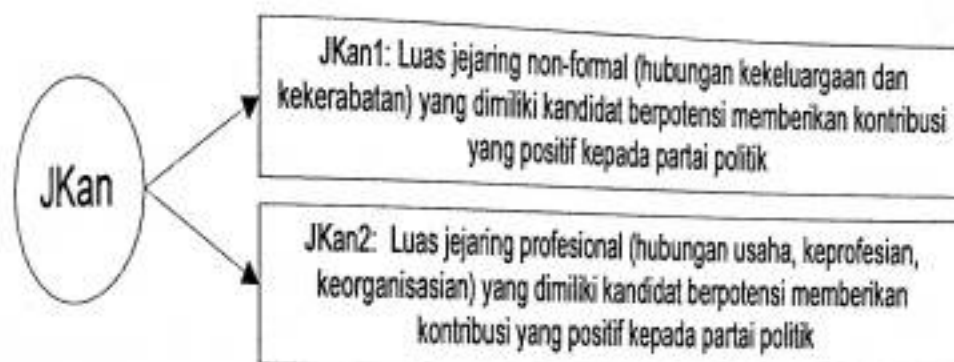 JKan
JKan1: Luas jejaring non-formal (hubungan kekeluargaan dan
kekerabatan) yang dimiliki kandidat berpotensi memberikan kontribusi
yang positif kepada partai politik
JKan2: Luas jejaring profesional (hubungan usaha, keprofesian,
keorganisasian) yang dimiliki kandidat berpotensi memberikan
kontribusi yang positif kepada partai politik